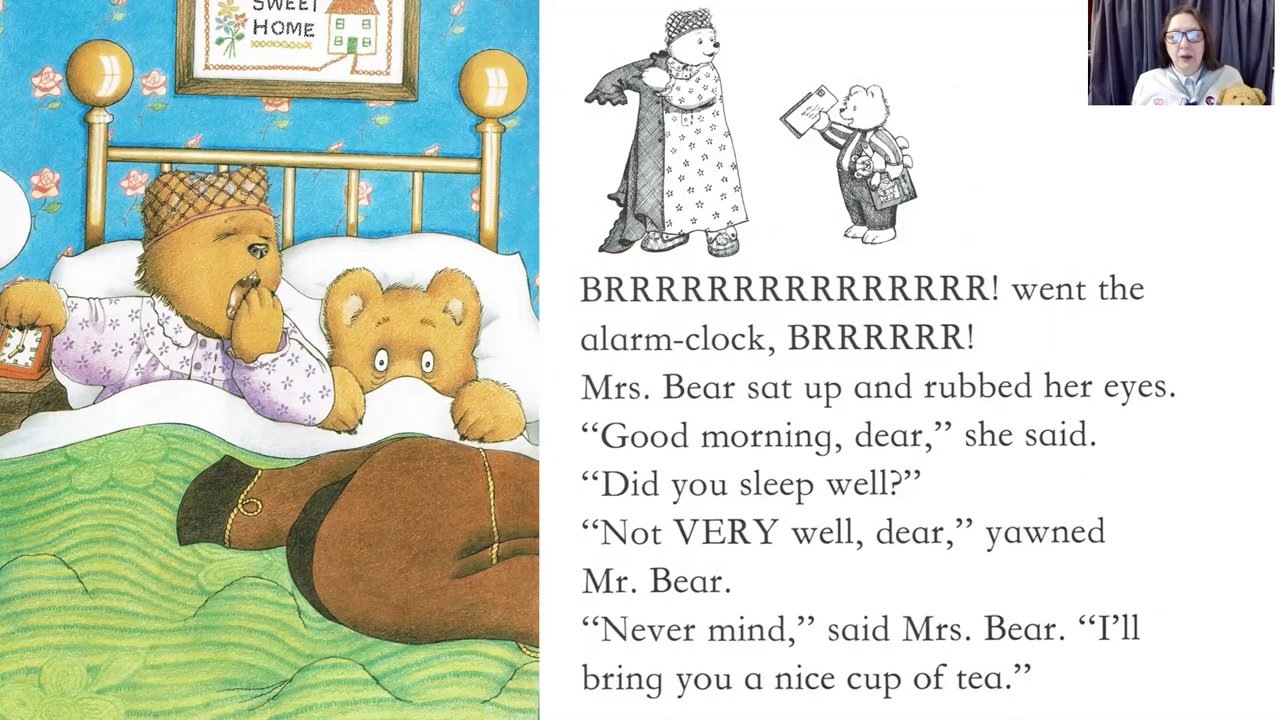 SWEET
HOME
BRRRRRRRRRRRRRRR! went the
alarm-clock, BRRRRRR!
Mrs. Bear sat up and rubbed her eyes.
“Good morning, dear,” she said.
“Did you sleep well?”
“Not VERY well, dear,” yawned
Mr. Bear.
“Never mind,” said Mrs. Bear. “I’ll
bring you a nice cup of tea.”